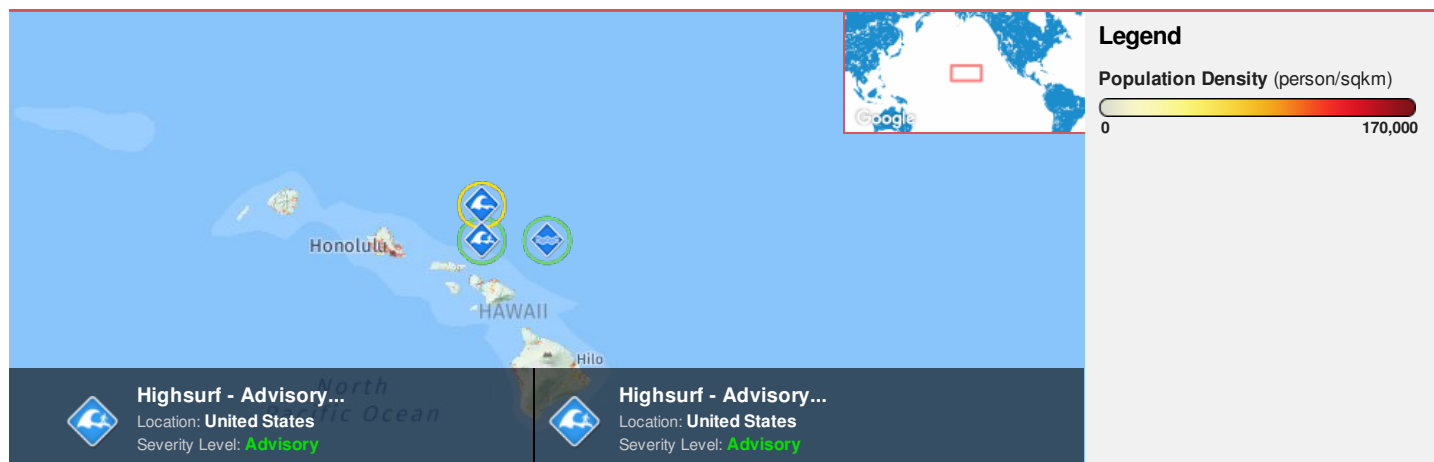 Google
Legend
Population Density (person/sqkm)
0 170,000
Honolulu
HAWAII
Hilo
North
Pacific Ocean
Highsurf - Advisory...
Location: United States
Severity Level: Advisory
Highsurf - Advisory...
Location: United States
Severity Level: Advisory